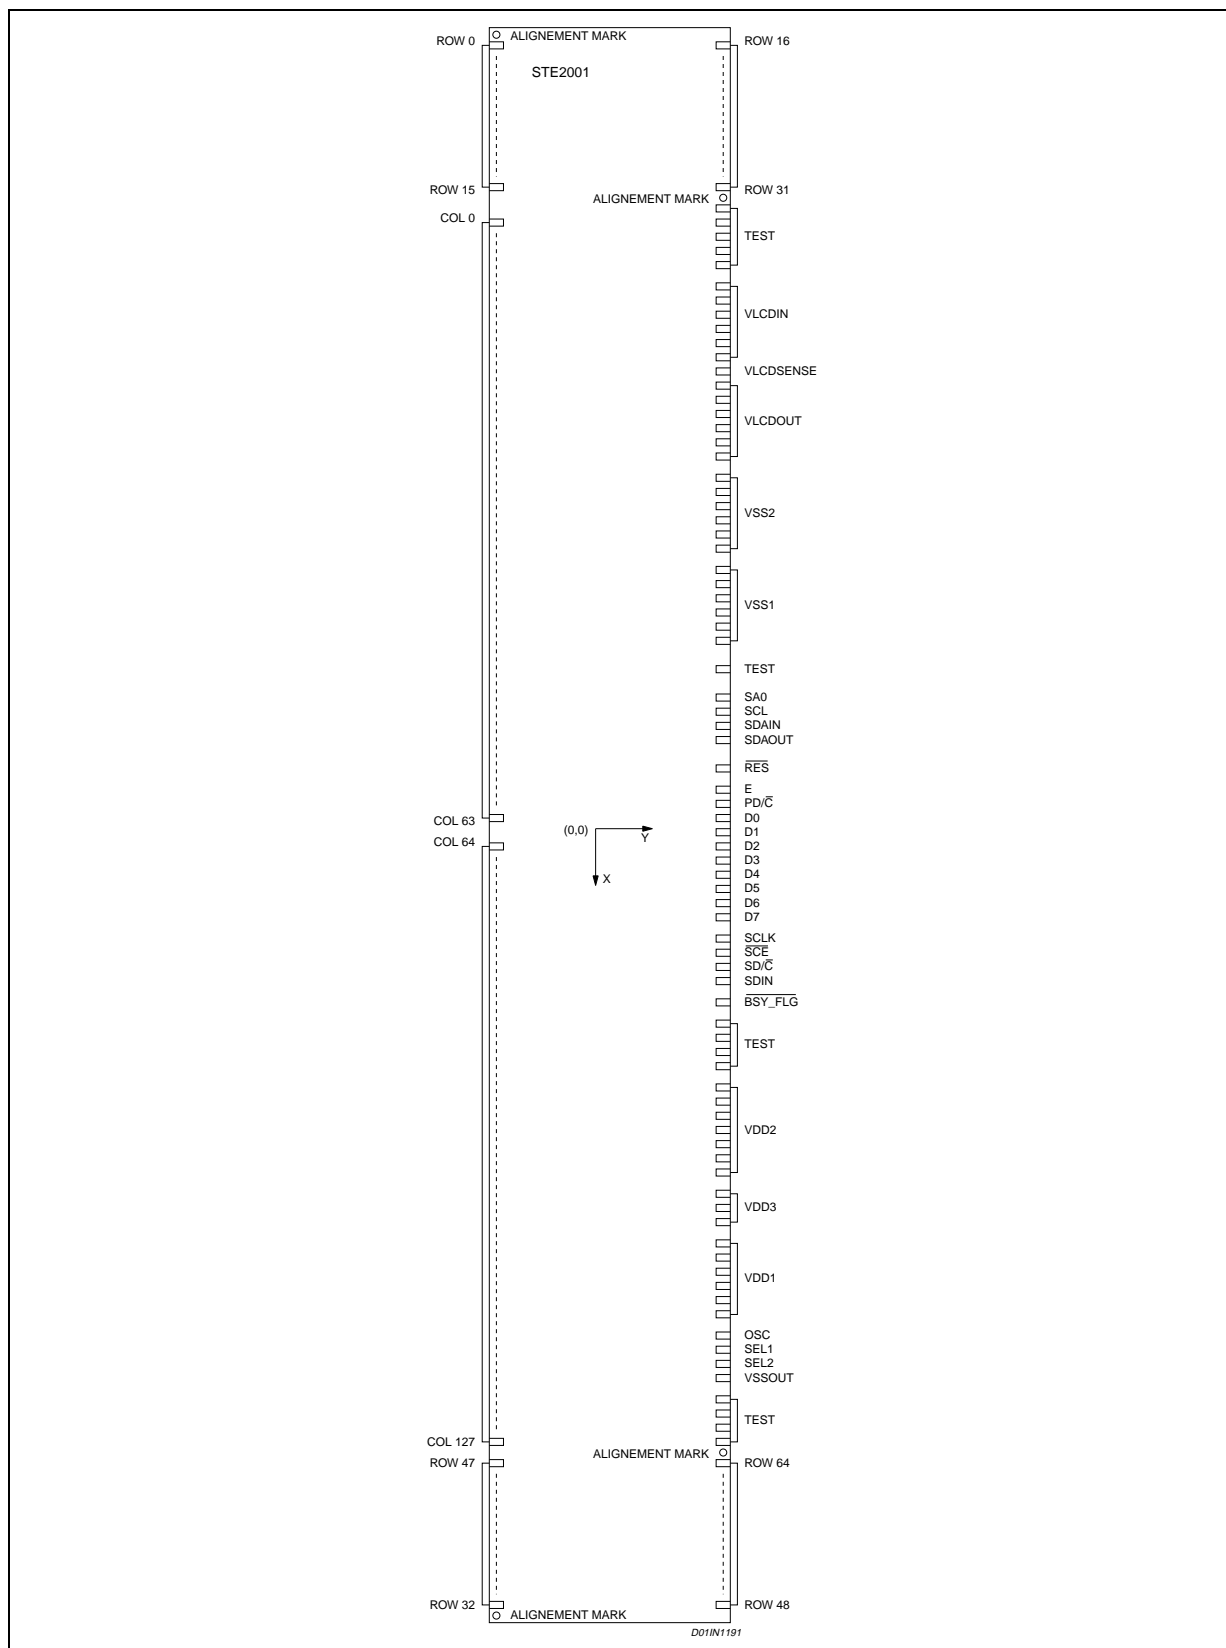 ALIGNEMENT MARK
ROW 0
ROW 16
STE2001
ROW 15
ROW 31
ALIGNEMENT MARK
COL 0
TEST
VLCDIN
VLCDSENSE
VLCDOUT
VSS2
VSS1
TEST
SA0
SCL
SDAIN
SDAOUT
R̅E̅S̅
E
PD/C̅
D0
COL 63
(0,0)
Y
D1
COL 64
D2
D3
X
D4
D5
D6
D7
SCLK
S̅C̅E̅
SD/C̅
SDIN
B̅S̅Y̅_̅F̅L̅G̅
TEST
VDD2
VDD3
VDD1
OSC
SEL1
SEL2
VSSOUT
TEST
COL 127
ALIGNEMENT MARK
ROW 47
ROW 64
ROW 32
ROW 48
ALIGNEMENT MARK
D01IN1191